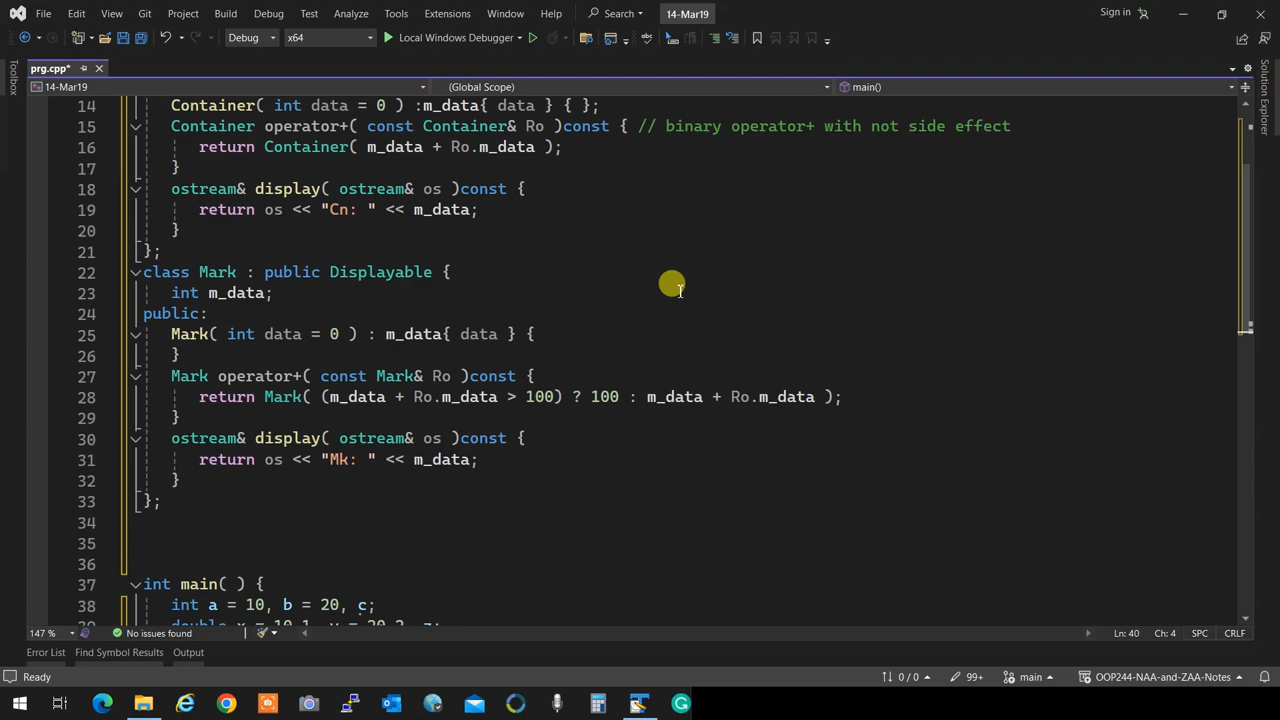 File Edit View Git Project Build Debug Test Analyze Tools Extensions Window Help Search 14-Mar19 Sign in
Debug x64 Local Windows Debugger
prg.cpp*
14-Mar19 (Global Scope) main()
Toolbox
Solution Explorer
14 Container( int data = 0 ) :m_data{ data } { };
15 Container operator+( const Container& Ro )const { // binary operator+ with not side effect
16 return Container( m_data + Ro.m_data );
17 }
18 ostream& display( ostream& os )const {
19 return os << "Cn: " << m_data;
20 }
21 };
22 class Mark : public Displayable {
23 int m_data;
24 public:
25 Mark( int data = 0 ) : m_data{ data } {
26 }
27 Mark operator+( const Mark& Ro )const {
28 return Mark( (m_data + Ro.m_data > 100) ? 100 : m_data + Ro.m_data );
29 }
30 ostream& display( ostream& os )const {
31 return os << "Mk: " << m_data;
32 }
33 };
34
35
36
37 int main( ) {
38 int a = 10, b = 20, c;
147 % No issues found Ln: 40 Ch: 4 SPC CRLF
Error List Find Symbol Results Output
Ready 0 / 0 99+ main OOP244-NAA-and-ZAA-Notes